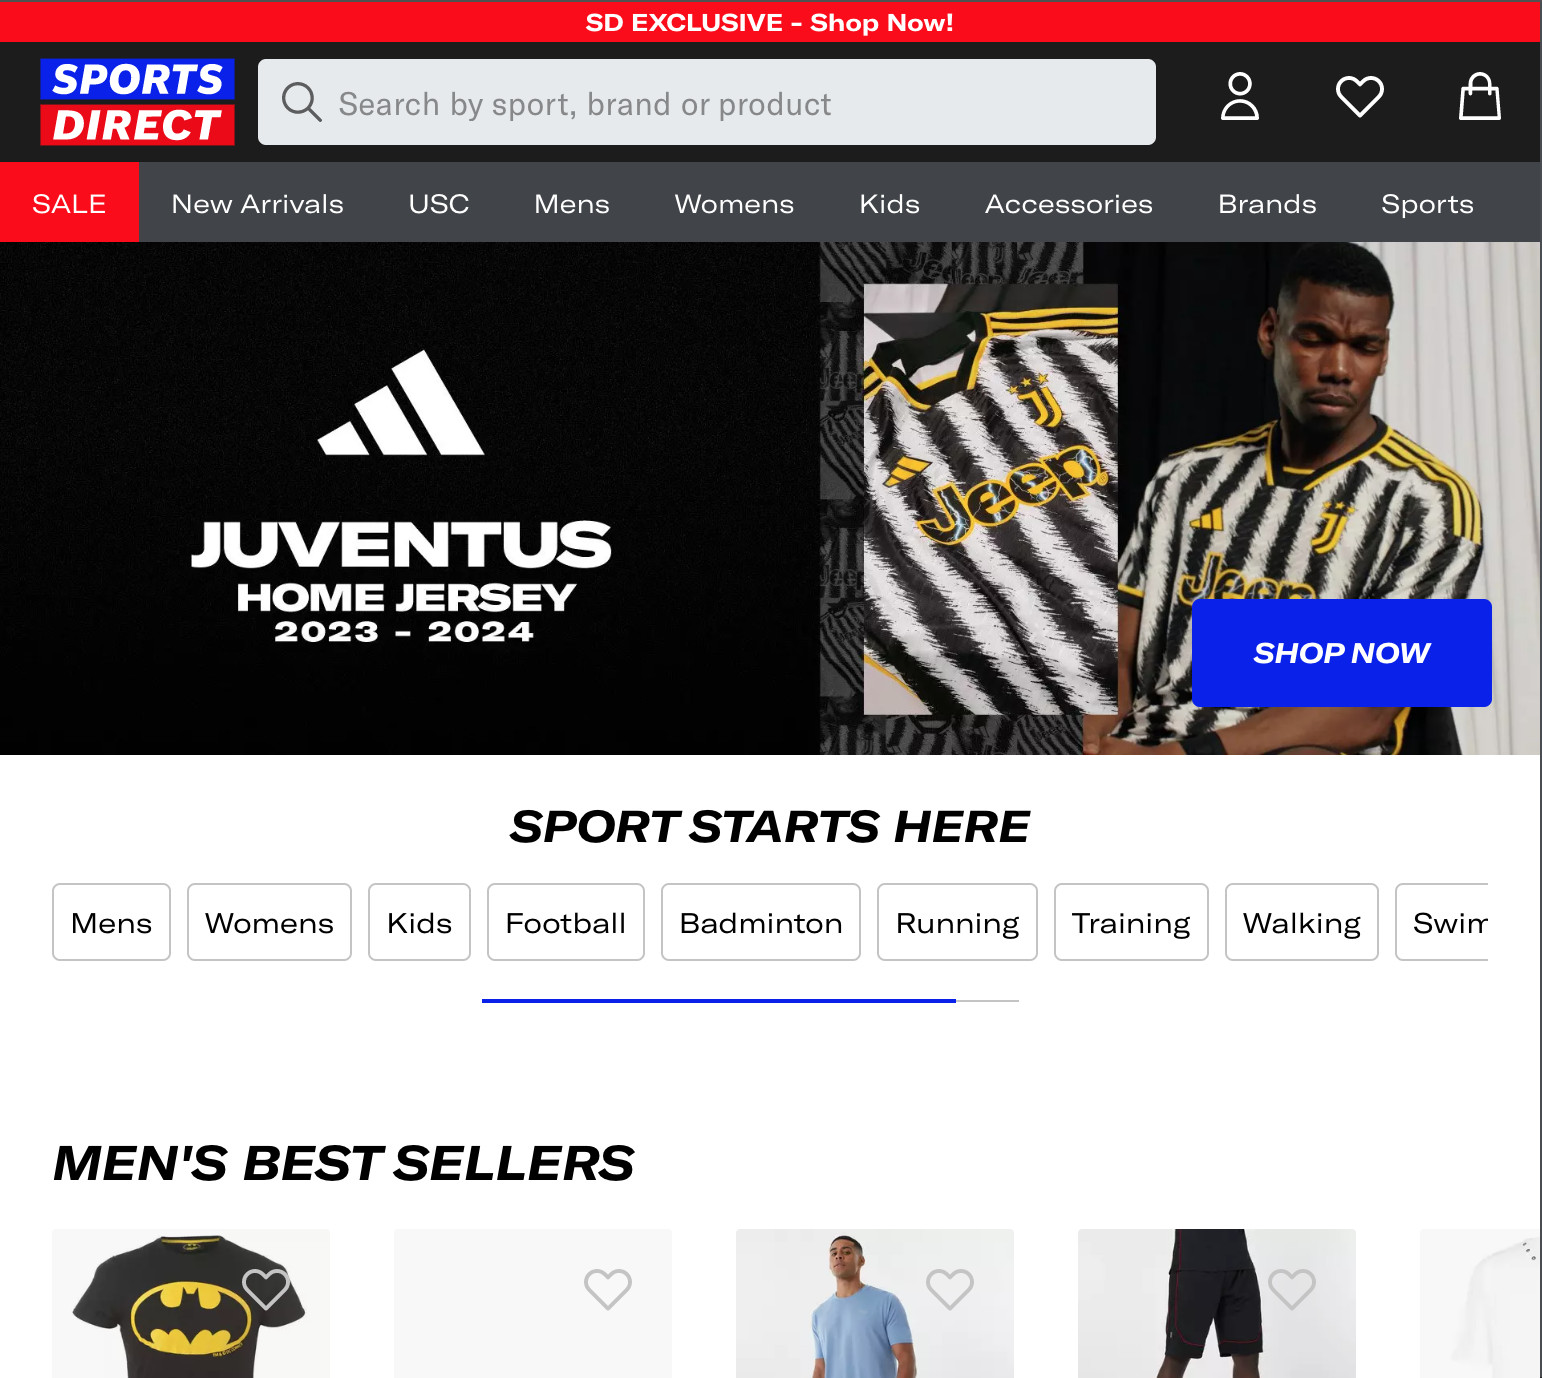 SD EXCLUSIVE - Shop Now!
SPORTS
DIRECT
Search by sport, brand or product
SALE
New Arrivals
USC
Mens
Womens
Kids
Accessories
Brands
Sports
JUVENTUS
HOME JERSEY
2023 - 2024
Jeep
Jeep
SHOP NOW
SPORT STARTS HERE
Mens
Womens
Kids
Football
Badminton
Running
Training
Walking
Swim
MEN'S BEST SELLERS